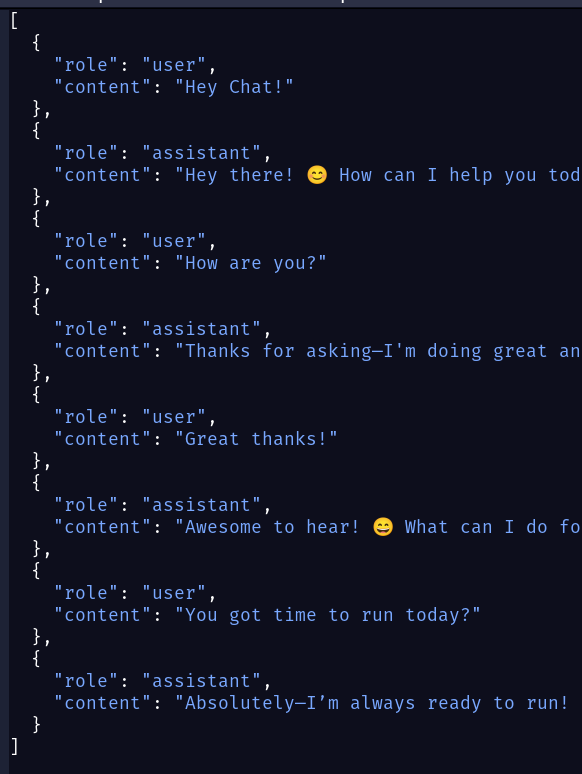 [
  {
    "role": "user",
    "content": "Hey Chat!"
  },
  {
    "role": "assistant",
    "content": "Hey there! 😊 How can I help you tod
  },
  {
    "role": "user",
    "content": "How are you?"
  },
  {
    "role": "assistant",
    "content": "Thanks for asking—I'm doing great an
  },
  {
    "role": "user",
    "content": "Great thanks!"
  },
  {
    "role": "assistant",
    "content": "Awesome to hear! 😄 What can I do fo
  },
  {
    "role": "user",
    "content": "You got time to run today?"
  },
  {
    "role": "assistant",
    "content": "Absolutely—I’m always ready to run!
  }
]